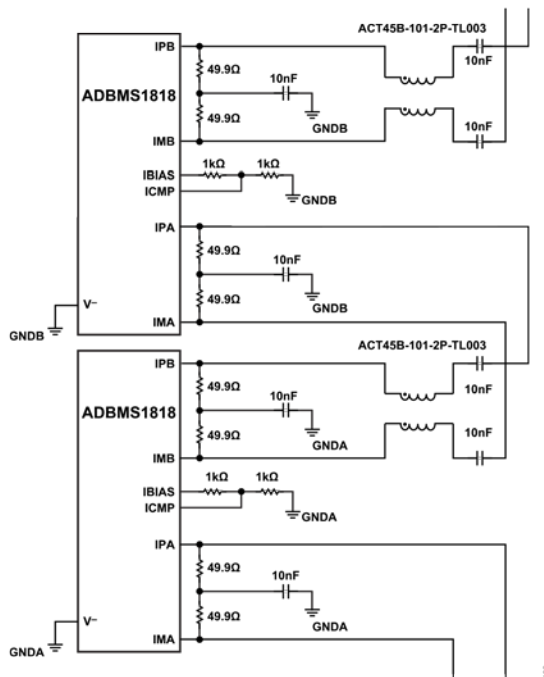 ACT45B-101-2P-TL003
IPB
49.9Ω
10nF
10nF
ADBMS1818
GNDB
49.9Ω
10nF
IMB
1kΩ 1kΩ
IBIAS
ICMP
GNDB
IPA
49.9Ω
10nF
49.9Ω
GNDB
V–
IMA
GNDB
ACT45B-101-2P-TL003
IPB
49.9Ω
10nF
10nF
ADBMS1818
10nF
49.9Ω
GNDA
IMB
1kΩ 1kΩ
IBIAS
ICMP
GNDA
IPA
49.9Ω
10nF
49.9Ω
GNDA
V–
IMA
GNDA